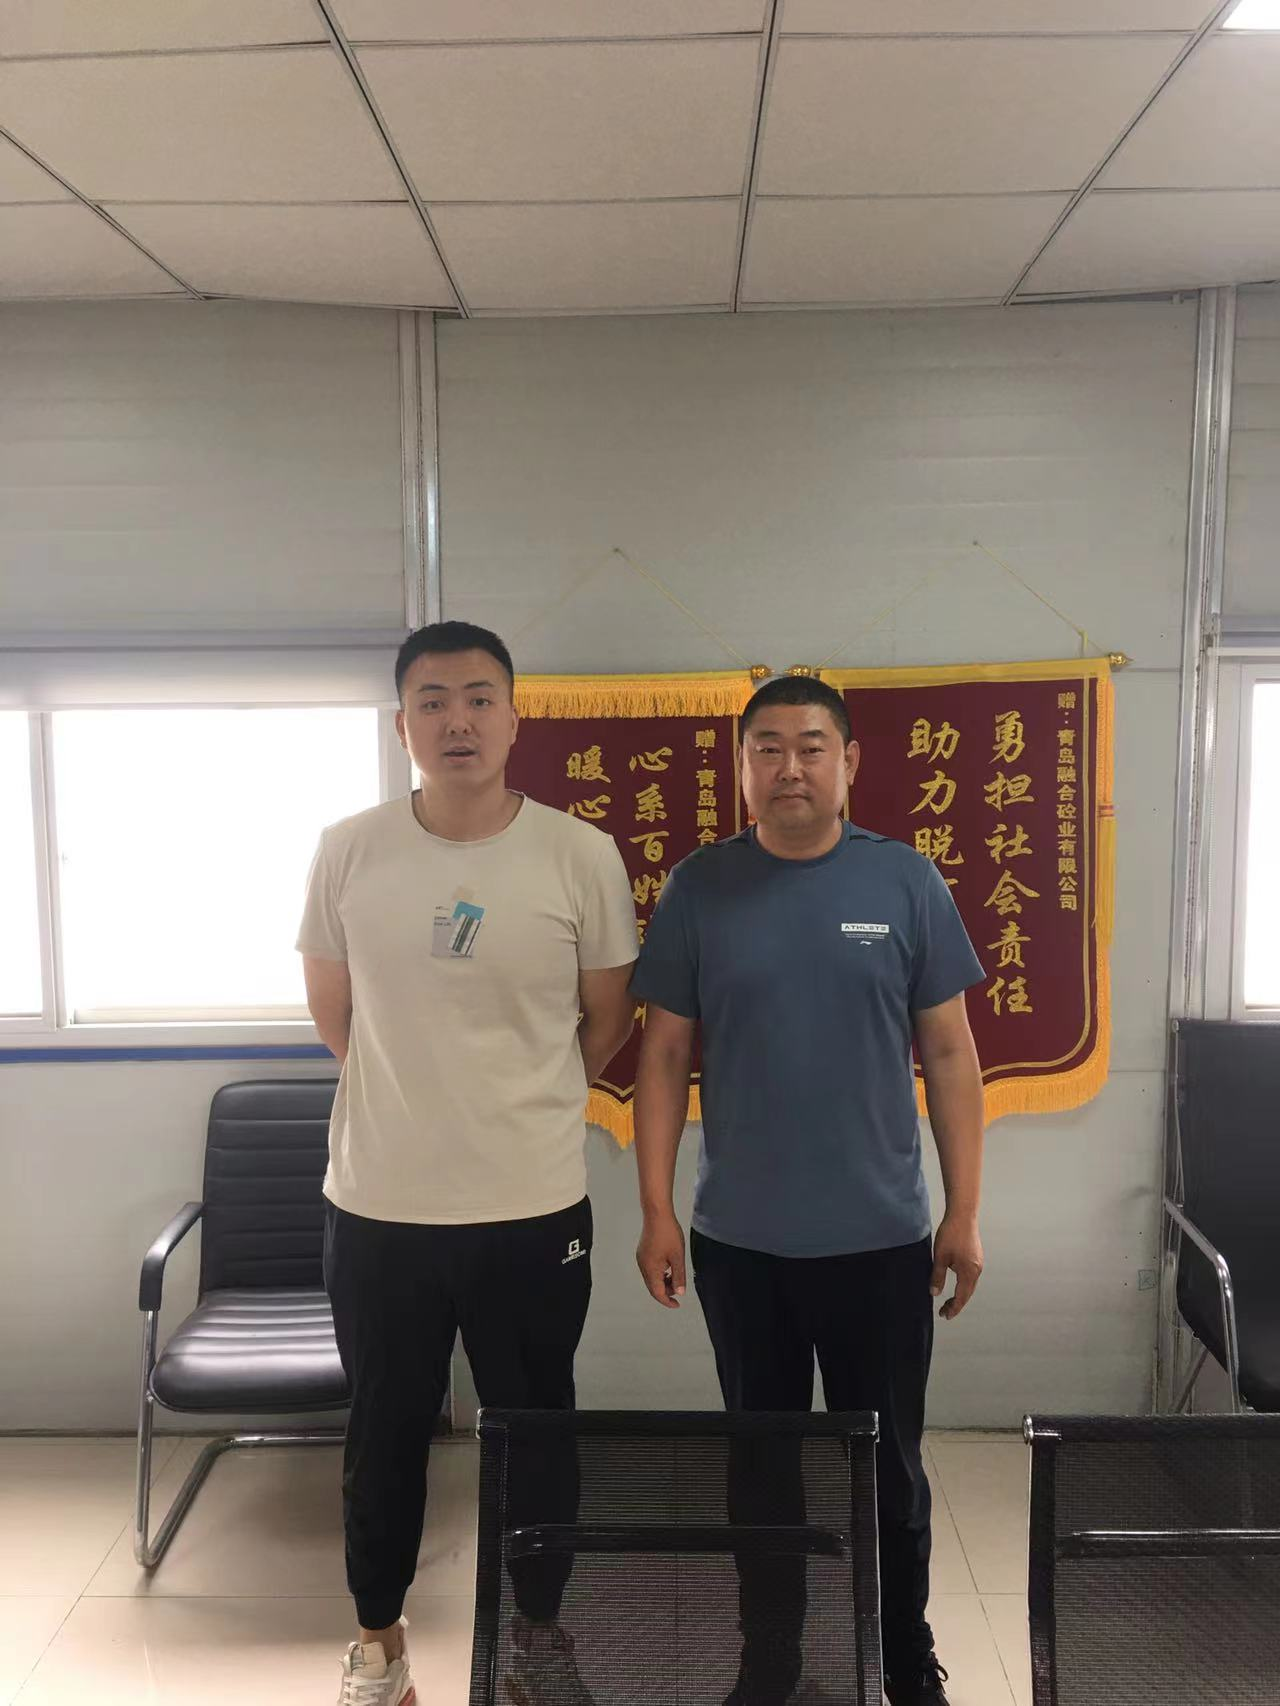 赠:青岛融合
心系百姓
暖心
赠:青岛融合砼业有限公司
勇担社会责任
助力脱
ATHLETE